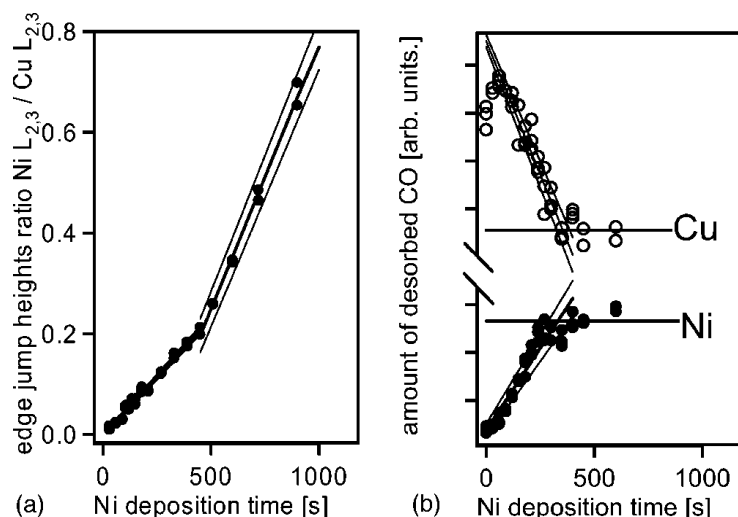 edge jump heights ratio Ni L2,3 / Cu L2,3
0.8
0.6
0.4
0.2
0.0
0 500 1000
(a) Ni deposition time [s]
amount of desorbed CO [arb. units.]
Cu
Ni
0 500 1000
(b) Ni deposition time [s]